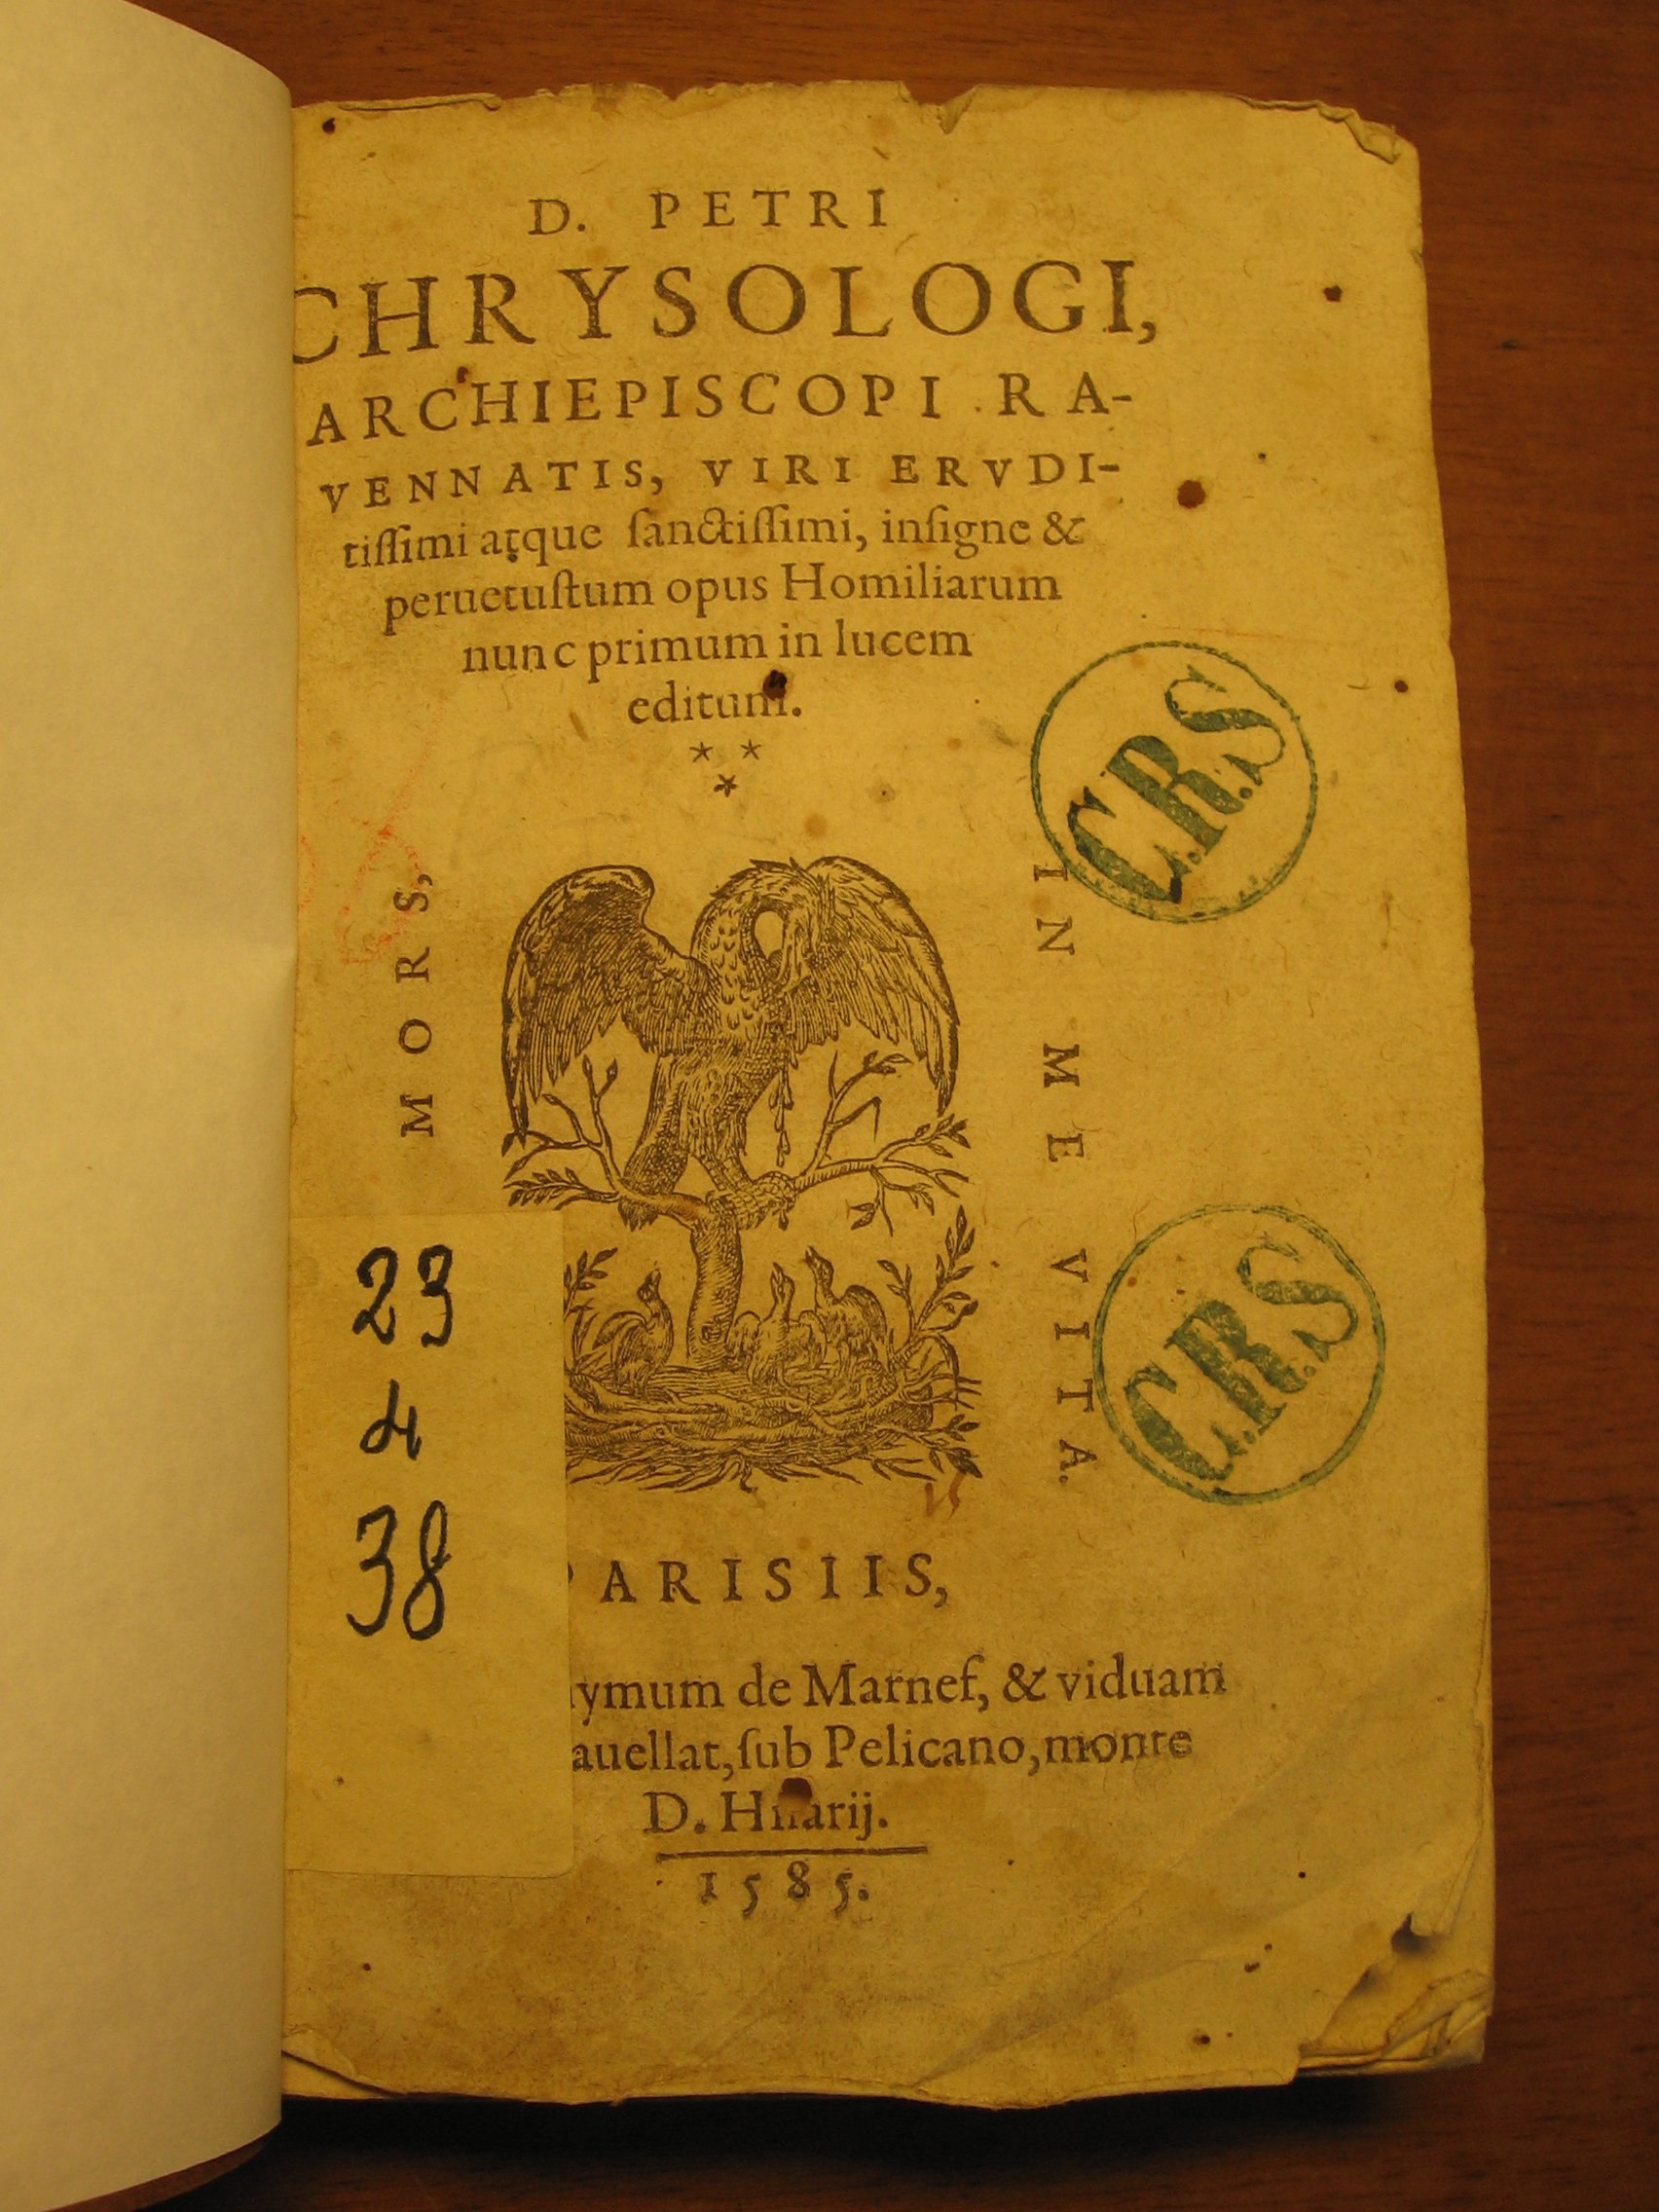 D. PETRI
CHRYSOLOGI,
ARCHIEPISCOPI RA-
VENNATIS, VIRI ERVDI-
tiſſimi atque ſanctiſſimi, inſigne &
peruetuſtum opus Homiliarum
nunc primum in lucem
editum.
* *
*
MORS,
IN ME VITA.
C.R.S
C.R.S
23
4
38
PARISIIS,
ymum de Marnef, & viduam
auellat, ſub Pelicano, monte
D. Hilarij.
1585.